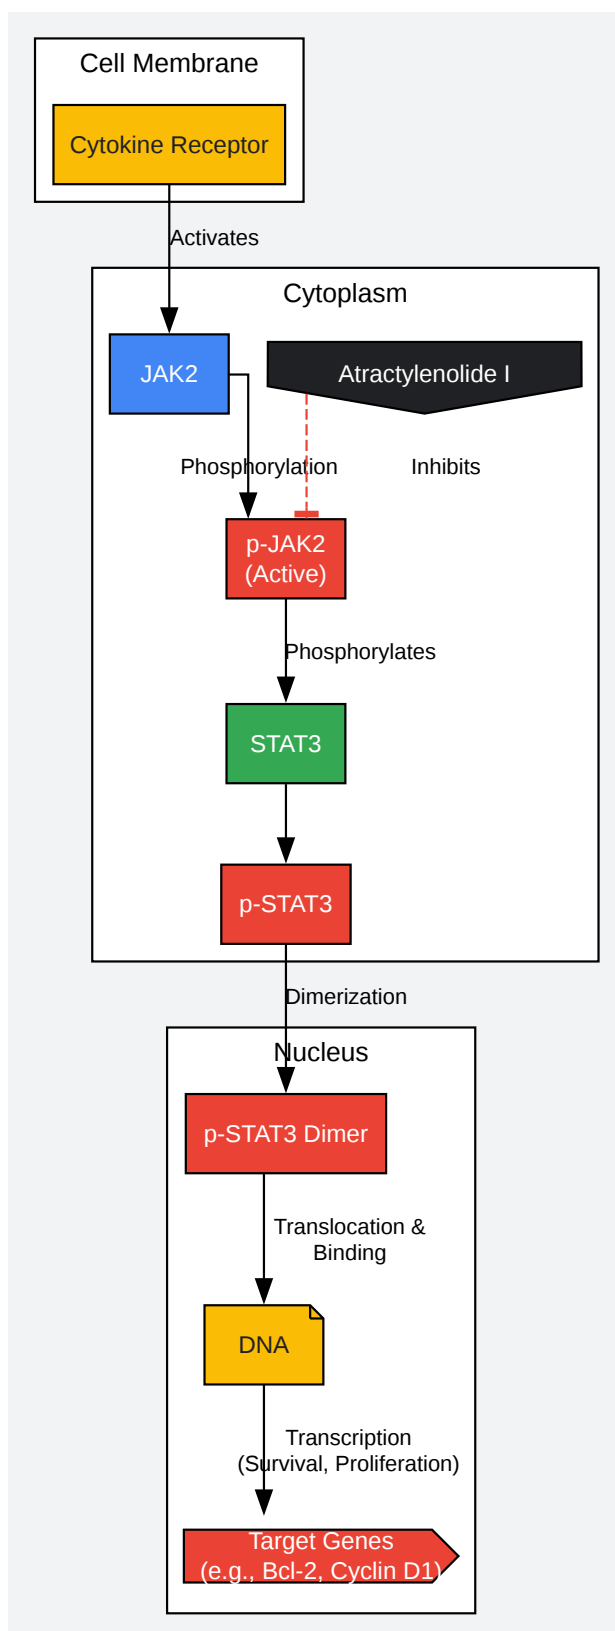 Cell Membrane
Cytokine Receptor
Activates
Cytoplasm
JAK2
Atractylenolide I
Phosphorylation
Inhibits
p-JAK2
(Active)
Phosphorylates
STAT3
p-STAT3
Dimerization
Nucleus
p-STAT3 Dimer
Translocation &
Binding
DNA
Transcription
(Survival, Proliferation)
Target Genes
(e.g., Bcl-2, Cyclin D1)